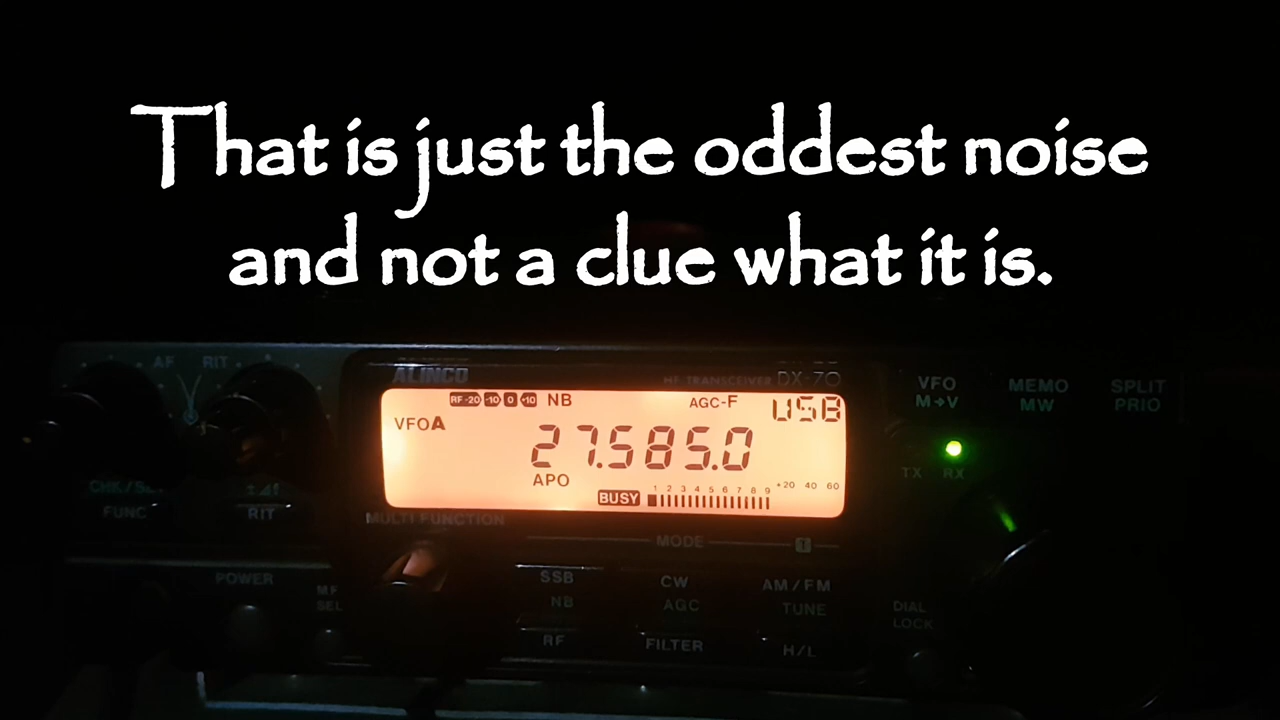 That is just the oddest noise
and not a clue what it is.
AF RIT
ALINCO HF TRANSCEIVER DX-70
RF -20 -10 0 +10 NB AGC-F USB
VFOA
27.585.0
APO
BUSY 1 2 3 4 5 6 7 8 9 +20 40 60
VFO MEMO SPLIT
M➔V MW PRIO
TX RX
FUNC RIT
MULTI FUNCTION
MODE
POWER
SSB CW AM/FM
NB AGC TUNE
RF FILTER H/L
SEL
DIAL
LOCK